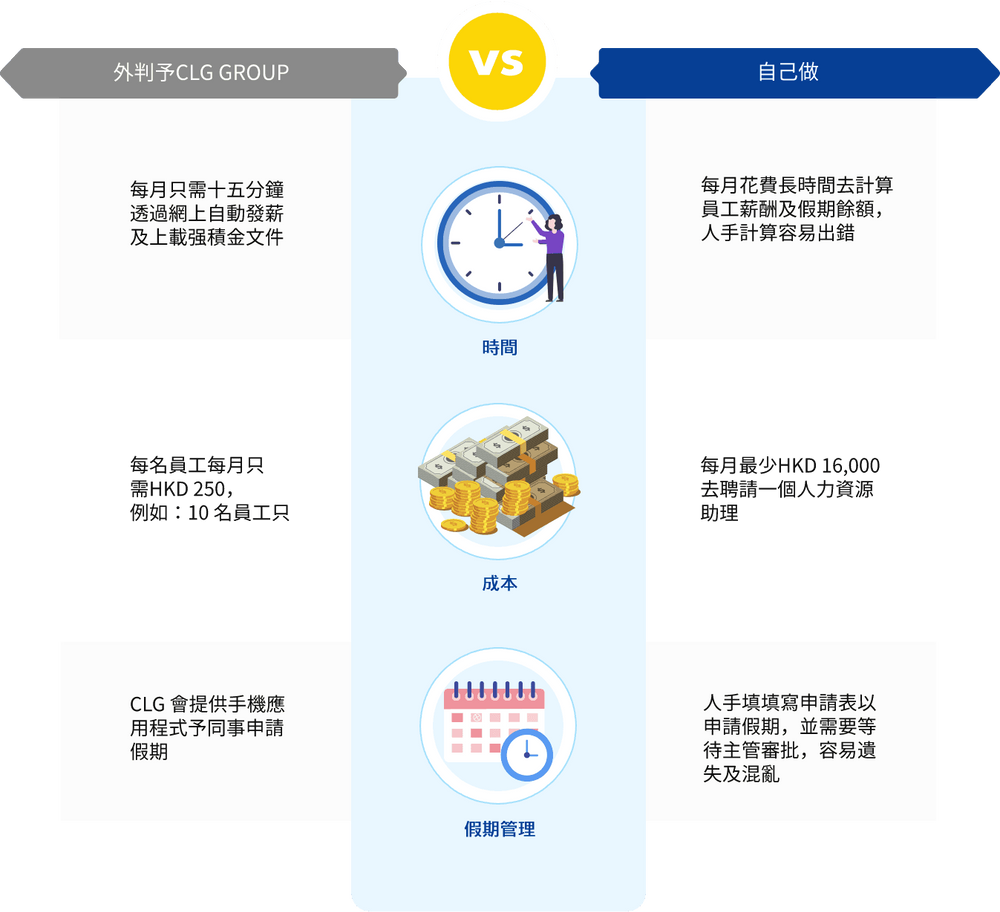 VS
外判予CLG GROUP
自己做
每月只需十五分鐘
透過網上自動發薪
及上載强積金文件
時間
每月花費長時間去計算
員工薪酬及假期餘額，
人手計算容易出錯
每名員工每月只
需HKD 250，
例如：10 名員工只
成本
每月最少HKD 16,000
去聘請一個人力資源
助理
CLG 會提供手機應
用程式予同事申請
假期
假期管理
人手填填寫申請表以
申請假期，並需要等
待主管審批，容易遺
失及混亂